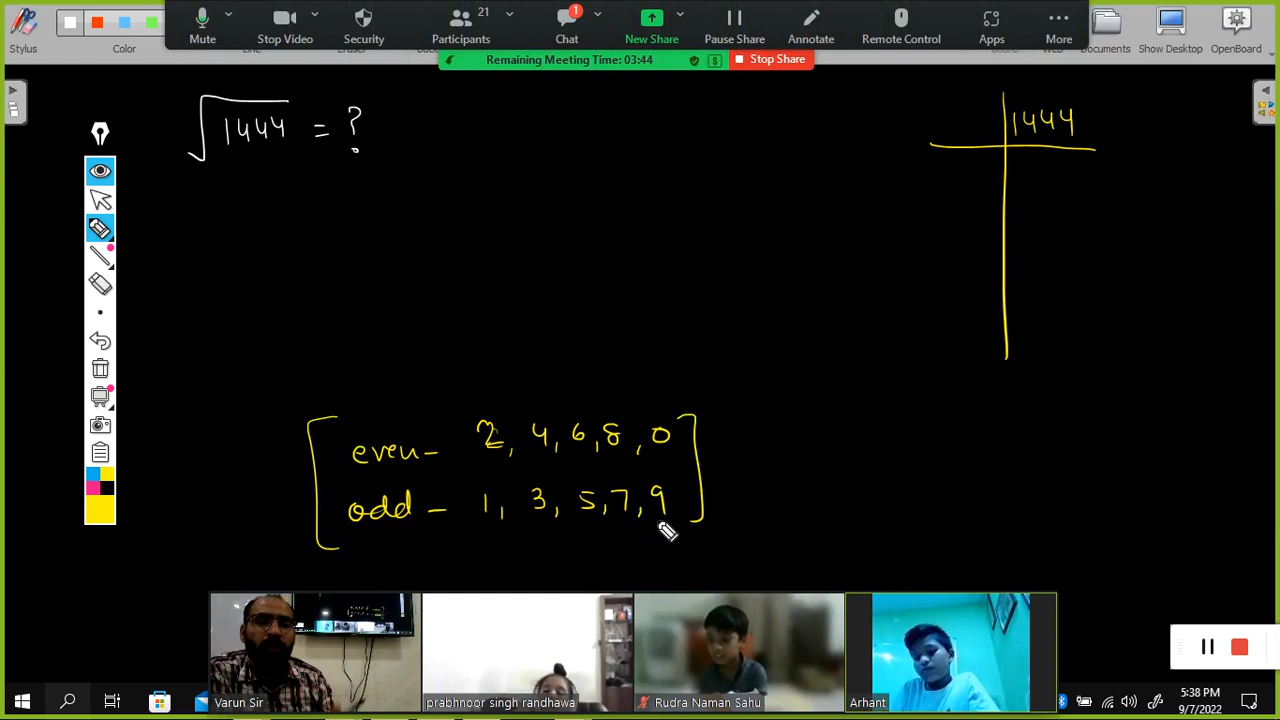 Mute
Stop Video
Security
21
Participants
1
Chat
New Share
Pause Share
Annotate
Remote Control
Apps
More
Stylus
Color
Documents
Show Desktop
OpenBoard
Remaining Meeting Time: 03:44
Stop Share
√1444 = ?
1444
even- 2, 4, 6, 8, 0
odd - 1, 3, 5, 7, 9
Varun Sir
prabhnoor singh randhawa
Rudra Naman Sahu
Arhant
5:38 PM
9/7/2022